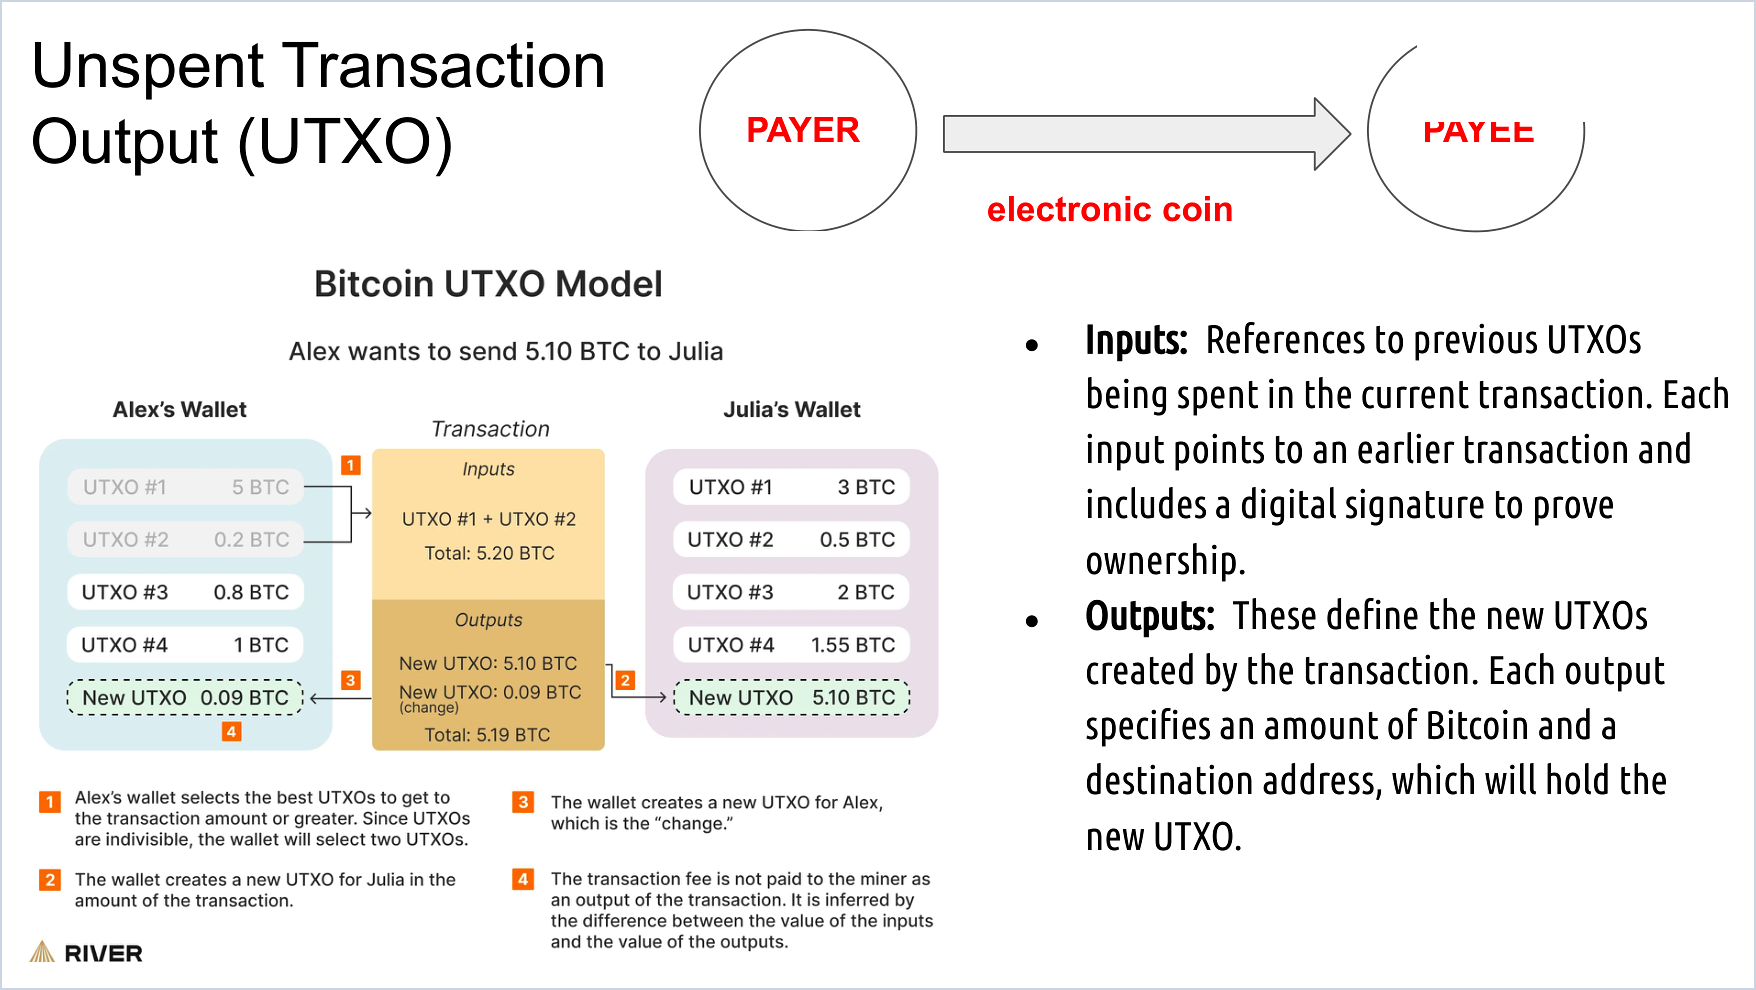 Unspent Transaction
Output (UTXO)
PAYER
PAYEE
electronic coin
Bitcoin UTXO Model
Alex wants to send 5.10 BTC to Julia
Alex's Wallet
UTXO #1 5 BTC
UTXO #2 0.2 BTC
UTXO #3 0.8 BTC
UTXO #4 1 BTC
New UTXO 0.09 BTC
4
1
3
Transaction
Inputs
UTXO #1 + UTXO #2
Total: 5.20 BTC
Outputs
New UTXO: 5.10 BTC
New UTXO: 0.09 BTC
(change)
Total: 5.19 BTC
2
Julia's Wallet
UTXO #1 3 BTC
UTXO #2 0.5 BTC
UTXO #3 2 BTC
UTXO #4 1.55 BTC
New UTXO 5.10 BTC
1 Alex's wallet selects the best UTXOs to get to
the transaction amount or greater. Since UTXOs
are indivisible, the wallet will select two UTXOs.
2 The wallet creates a new UTXO for Julia in the
amount of the transaction.
3 The wallet creates a new UTXO for Alex,
which is the “change.”
4 The transaction fee is not paid to the miner as
an output of the transaction. It is inferred by
the difference between the value of the inputs
and the value of the outputs.
RIVER
● Inputs: References to previous UTXOs
being spent in the current transaction. Each
input points to an earlier transaction and
includes a digital signature to prove
ownership.
● Outputs: These define the new UTXOs
created by the transaction. Each output
specifies an amount of Bitcoin and a
destination address, which will hold the
new UTXO.